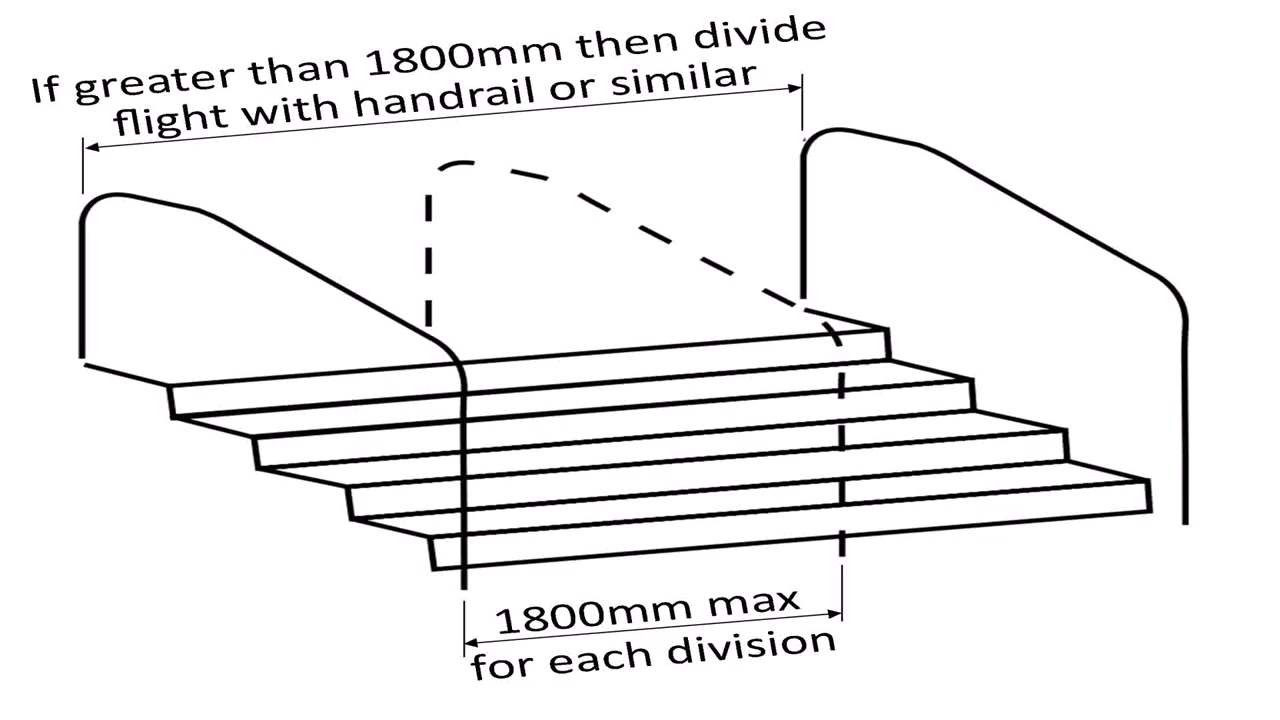 If greater than 1800mm then divide
flight with handrail or similar
1800mm max
for each division